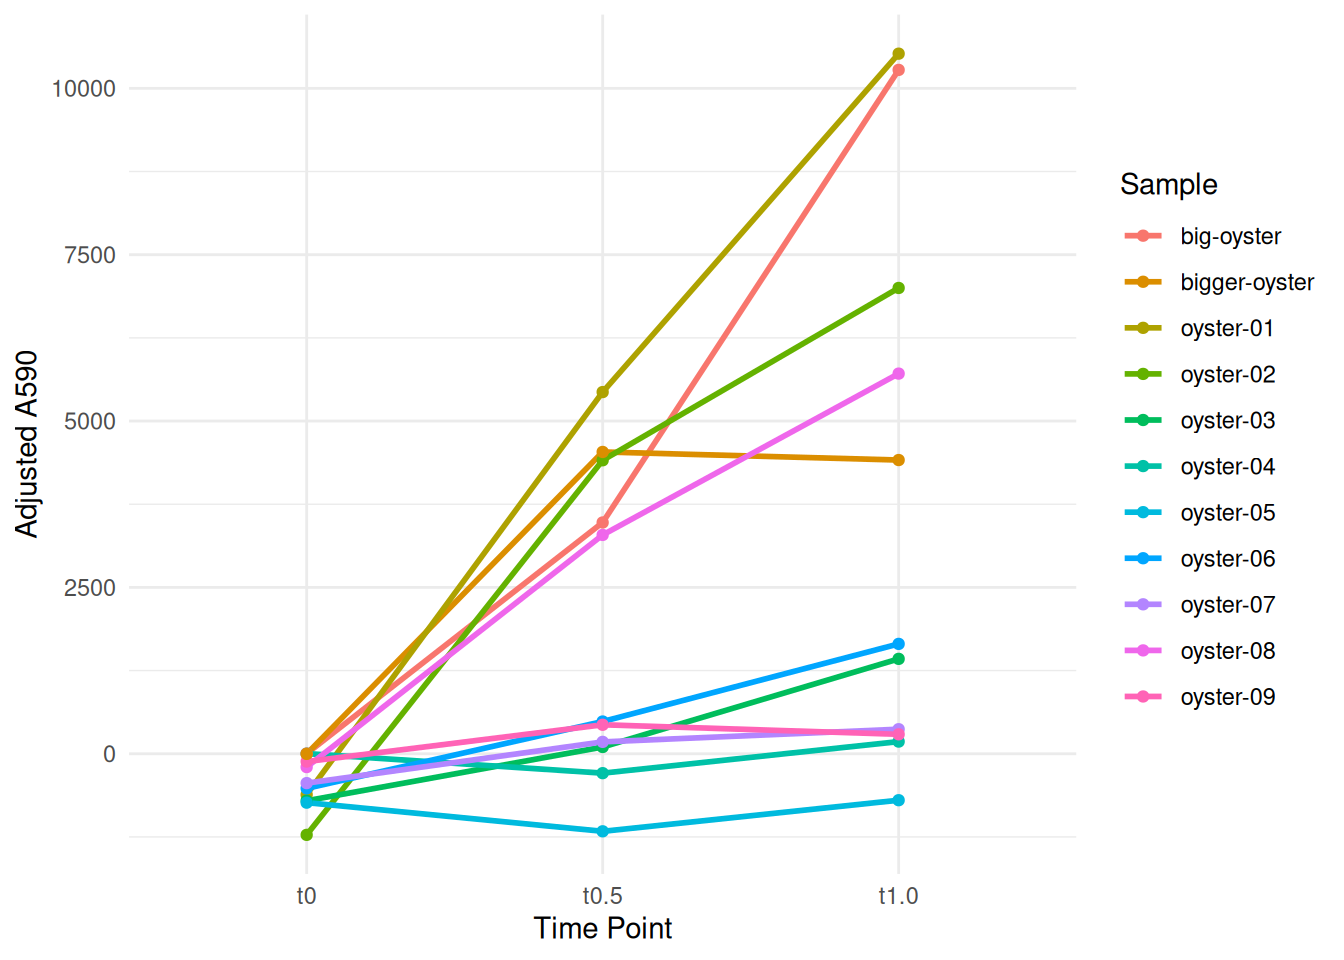 10000
7500
5000
2500
0
Adjusted A590
t0
t0.5
t1.0
Time Point
Sample
big-oyster
bigger-oyster
oyster-01
oyster-02
oyster-03
oyster-04
oyster-05
oyster-06
oyster-07
oyster-08
oyster-09